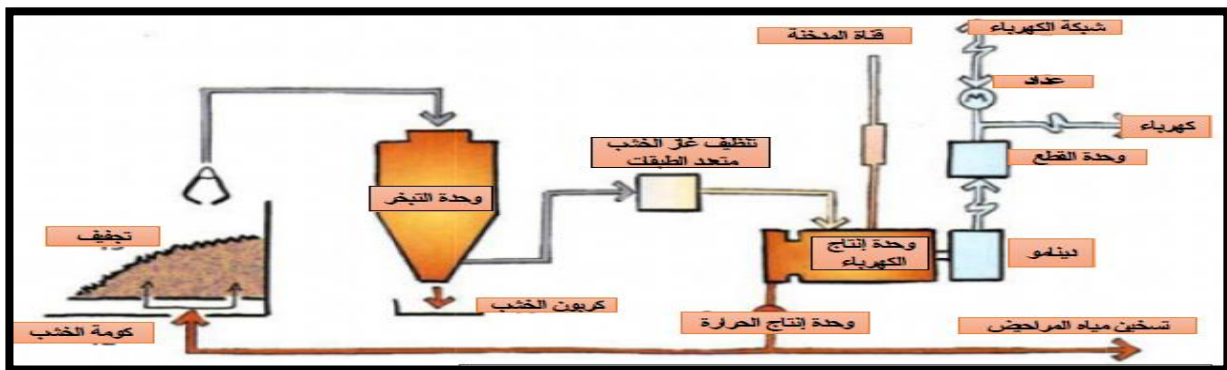 شبكة الكهرباء
قناة المدخنة
عداد
M
كهرباء
تنظيف غاز الخشب
متعدد الطبقات
وحدة القطع
وحدة التبخر
تجفيف
وحدة إنتاج
الكهرباء
دينامو
كربون الخشب
كومة الخشب
وحدة إنتاج الحرارة
تسخين مياه المراحيض